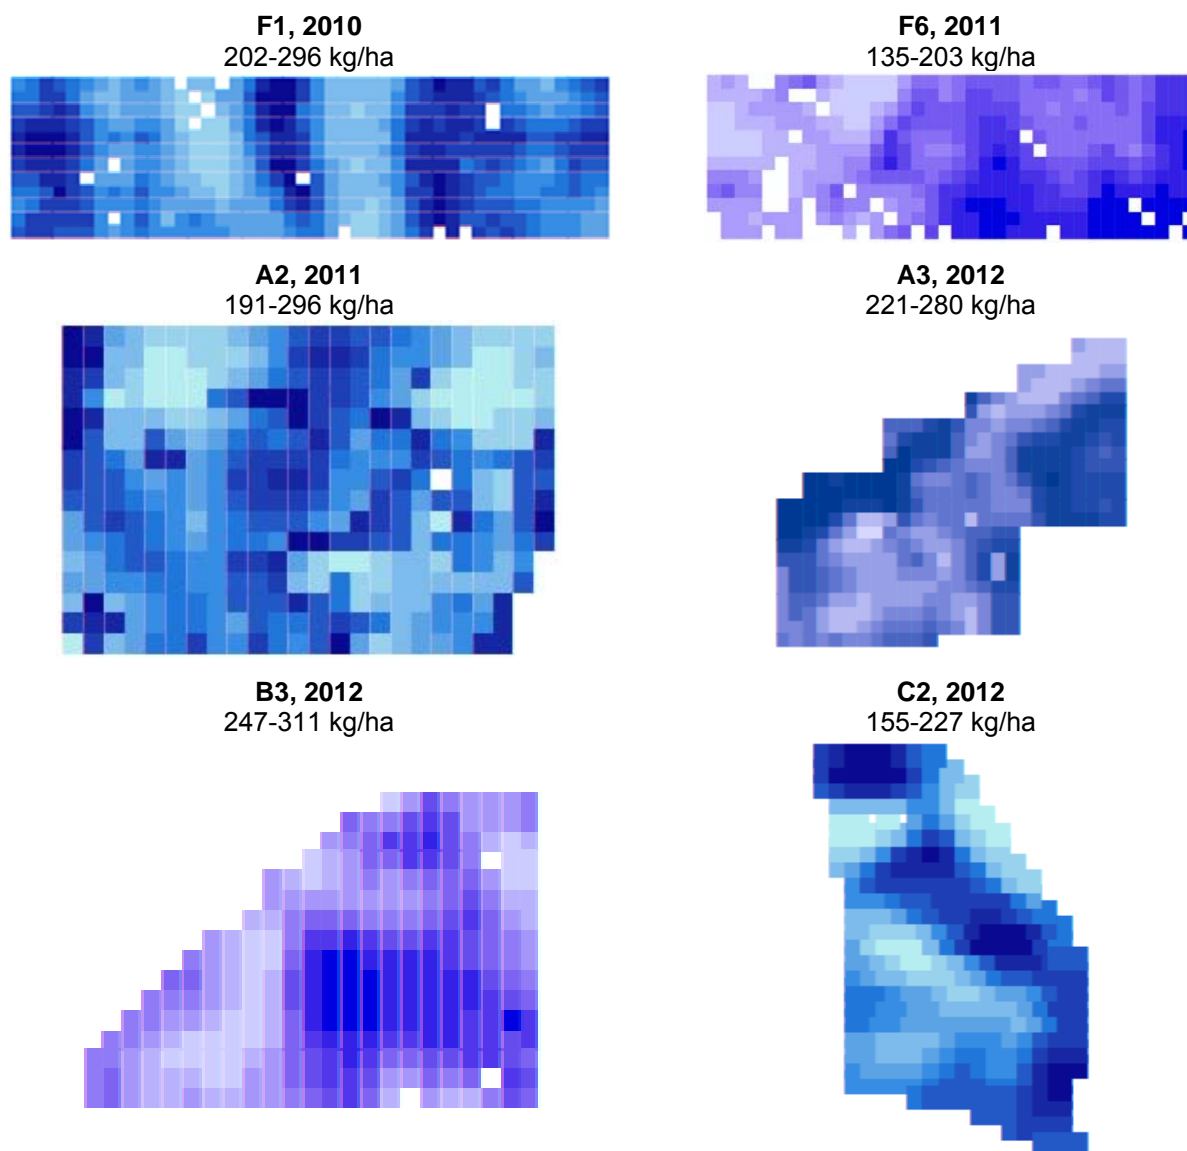 F1, 2010
202-296 kg/ha
F6, 2011
135-203 kg/ha
A2, 2011
191-296 kg/ha
A3, 2012
221-280 kg/ha
B3, 2012
247-311 kg/ha
C2, 2012
155-227 kg/ha